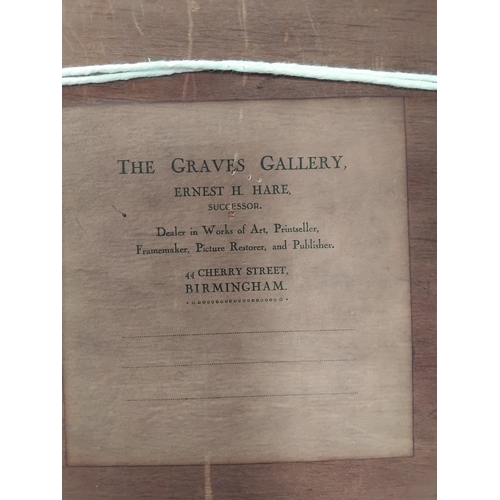 THE GRAVES GALLERY,
ERNEST H. HARE,
SUCCESSOR.
Dealer in Works of Art, Printseller,
Framemaker, Picture Restorer, and Publisher.
44 CHERRY STREET,
BIRMINGHAM.